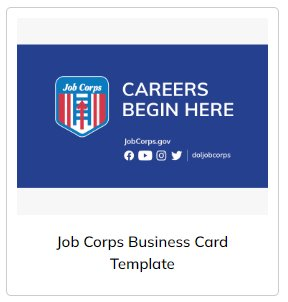 Job Corps
CAREERS
BEGIN HERE
JobCorps.gov
doljobcorps
Job Corps Business Card
Template